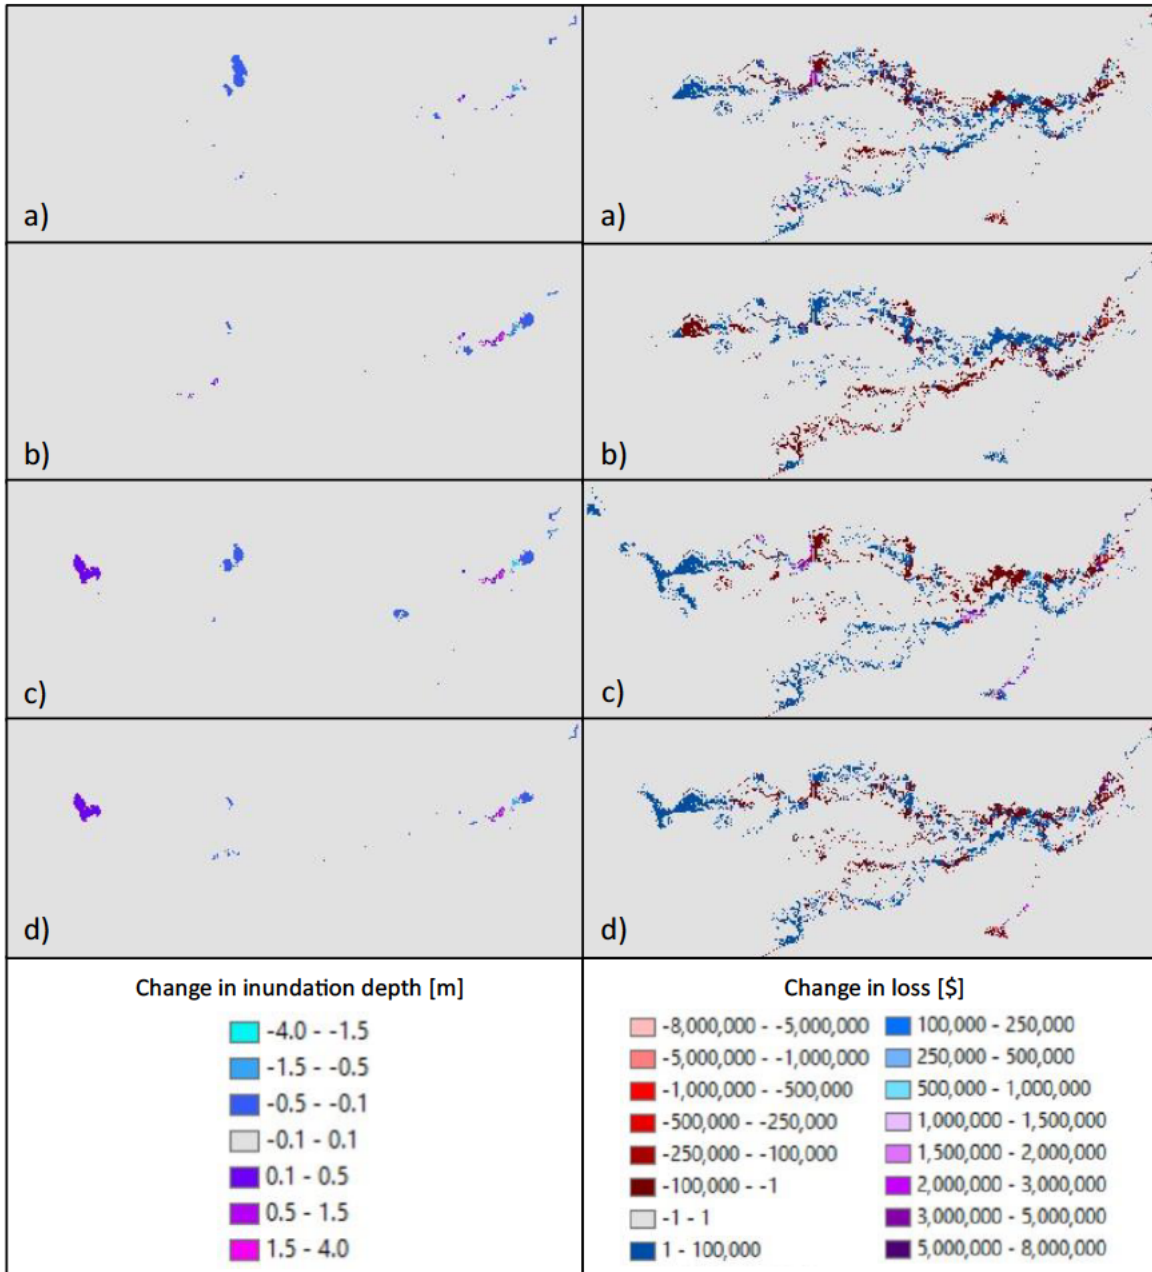 a)
a)
b)
b)
c)
c)
d)
d)
Change in inundation depth [m]
-4.0 - -1.5
-1.5 - -0.5
-0.5 - -0.1
-0.1 - 0.1
0.1 - 0.5
0.5 - 1.5
1.5 - 4.0
Change in loss [$]
-8,000,000 - -5,000,000
-5,000,000 - -1,000,000
-1,000,000 - -500,000
-500,000 - -250,000
-250,000 - -100,000
-100,000 - -1
-1 - 1
1 - 100,000
100,000 - 250,000
250,000 - 500,000
500,000 - 1,000,000
1,000,000 - 1,500,000
1,500,000 - 2,000,000
2,000,000 - 3,000,000
3,000,000 - 5,000,000
5,000,000 - 8,000,000